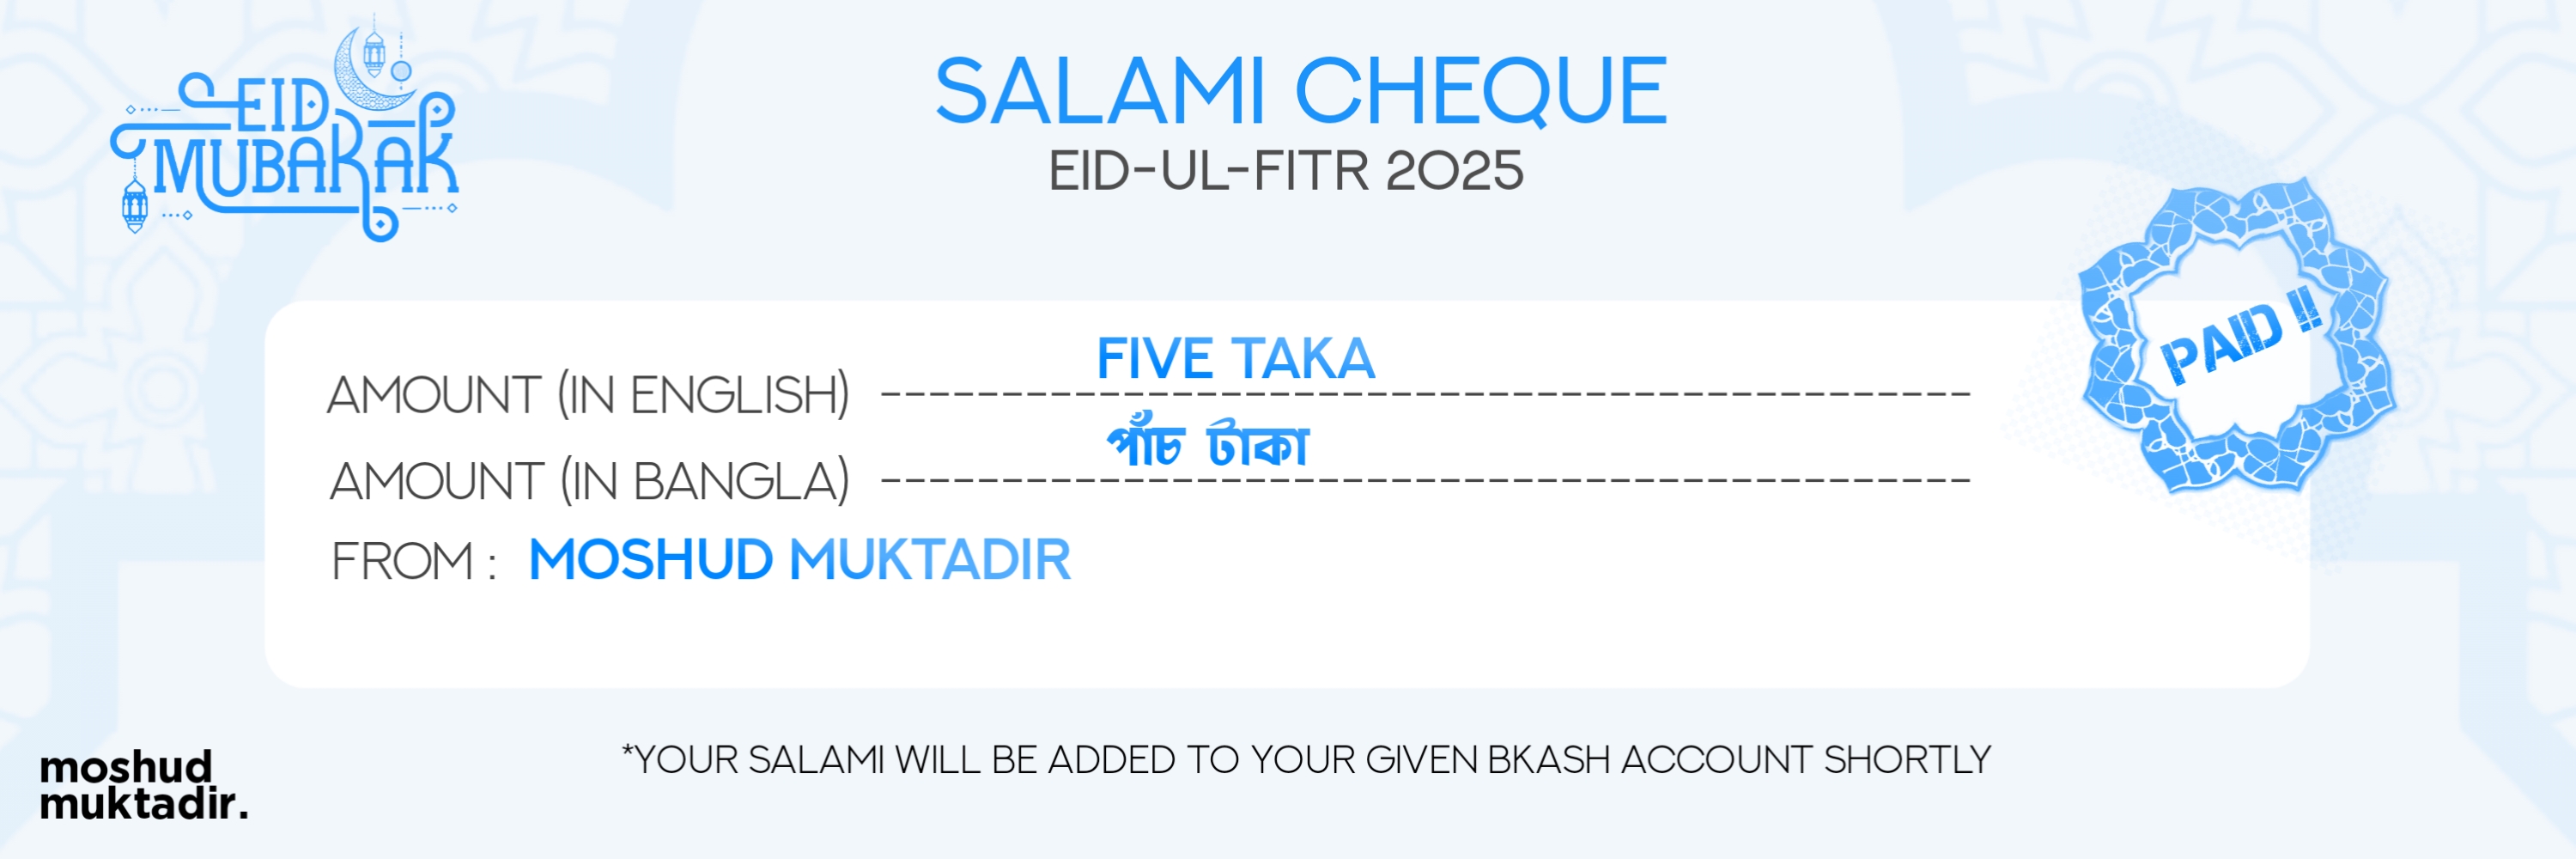 EID
MUBARAK
SALAMI CHEQUE
EID-UL-FITR 2025
PAID !!
AMOUNT (IN ENGLISH) FIVE TAKA
AMOUNT (IN BANGLA) পাঁচ টাকা
FROM : MOSHUD MUKTADIR
moshud
muktadir.
*YOUR SALAMI WILL BE ADDED TO YOUR GIVEN BKASH ACCOUNT SHORTLY